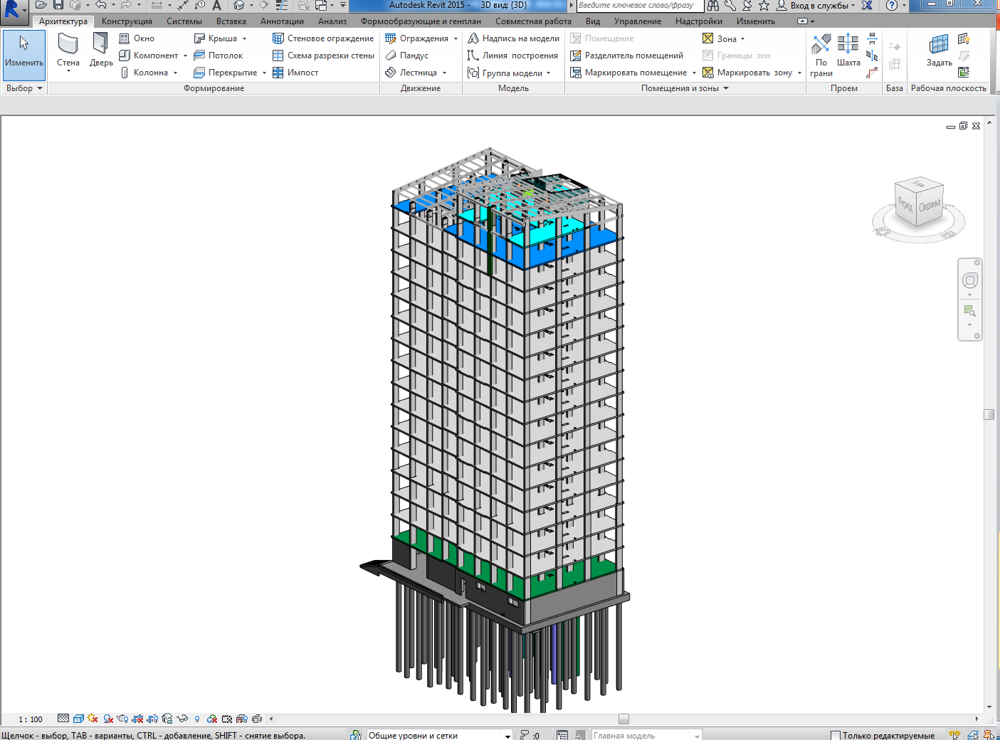 Autodesk Revit 2015 - 3D вид: {3D}
Введите ключевое слово/фразу
Вход в службы
Архитектура Конструкция Системы Вставка Аннотации Анализ Формообразующие и генплан Совместная работа Вид Управление Надстройки Изменить
Окно Крыша Стеновое ограждение Ограждения Надпись на модели Помещение Зона
Компонент Потолок Схема разрезки стены Пандус Линия построения Разделитель помещений Границы зон
Изменить Стена Дверь По Шахта Задать
Колонна Перекрытие Импост Лестница Группа модели Маркировать помещение Маркировать зону грани
Выбор Формирование Движение Модель Помещения и зоны Проем База Рабочая плоскость
Перед Справа
1 : 100
Щелчок - выбор, TAB - варианты, CTRL - добавление, SHIFT - снятие выбора. Общие уровни и сетки :0 Главная модель Только редактируемые